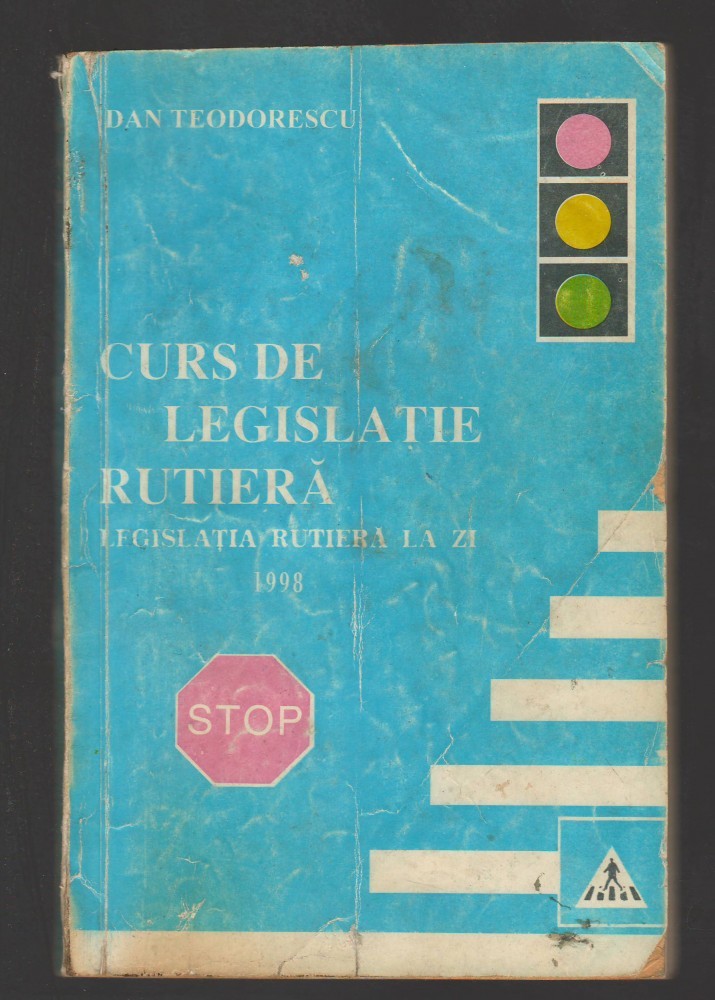 DAN TEODORESCU
CURS DE
LEGISLATIE
RUTIERĂ
LEGISLAȚIA RUTIERĂ LA ZI
1998
STOP